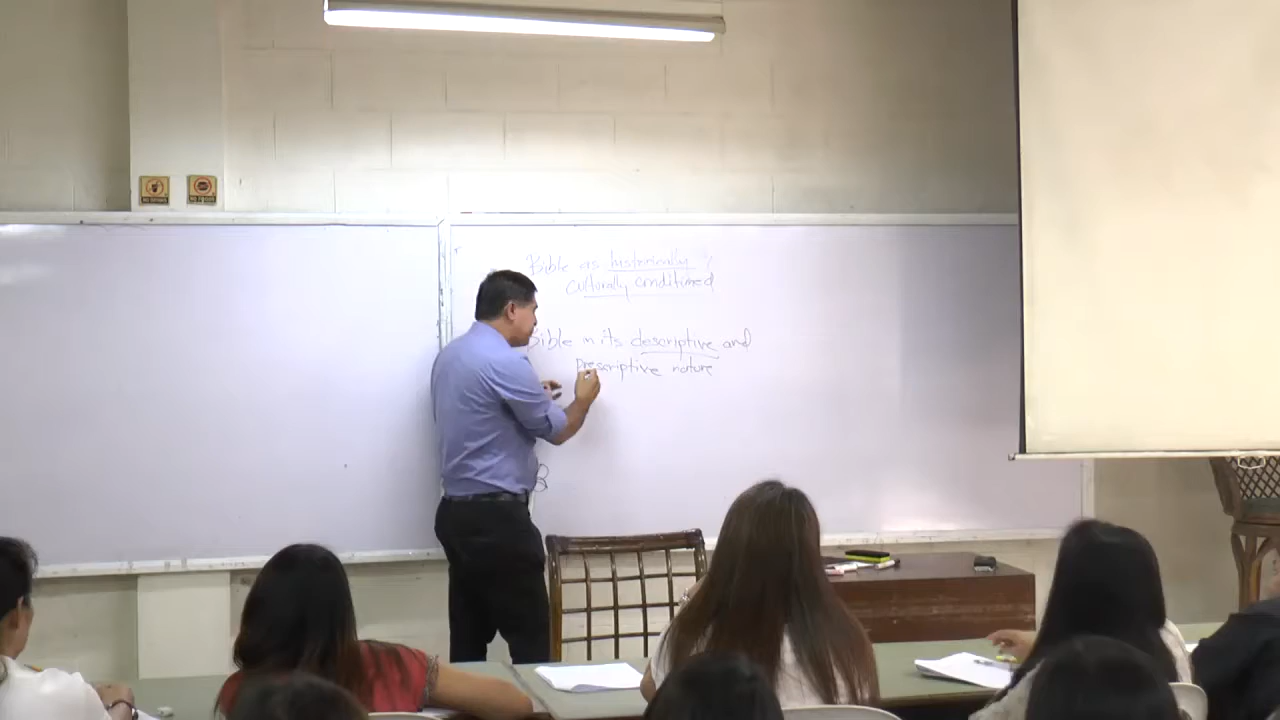 Bible as historically
culturally conditioned
Bible in its descriptive and
prescriptive nature